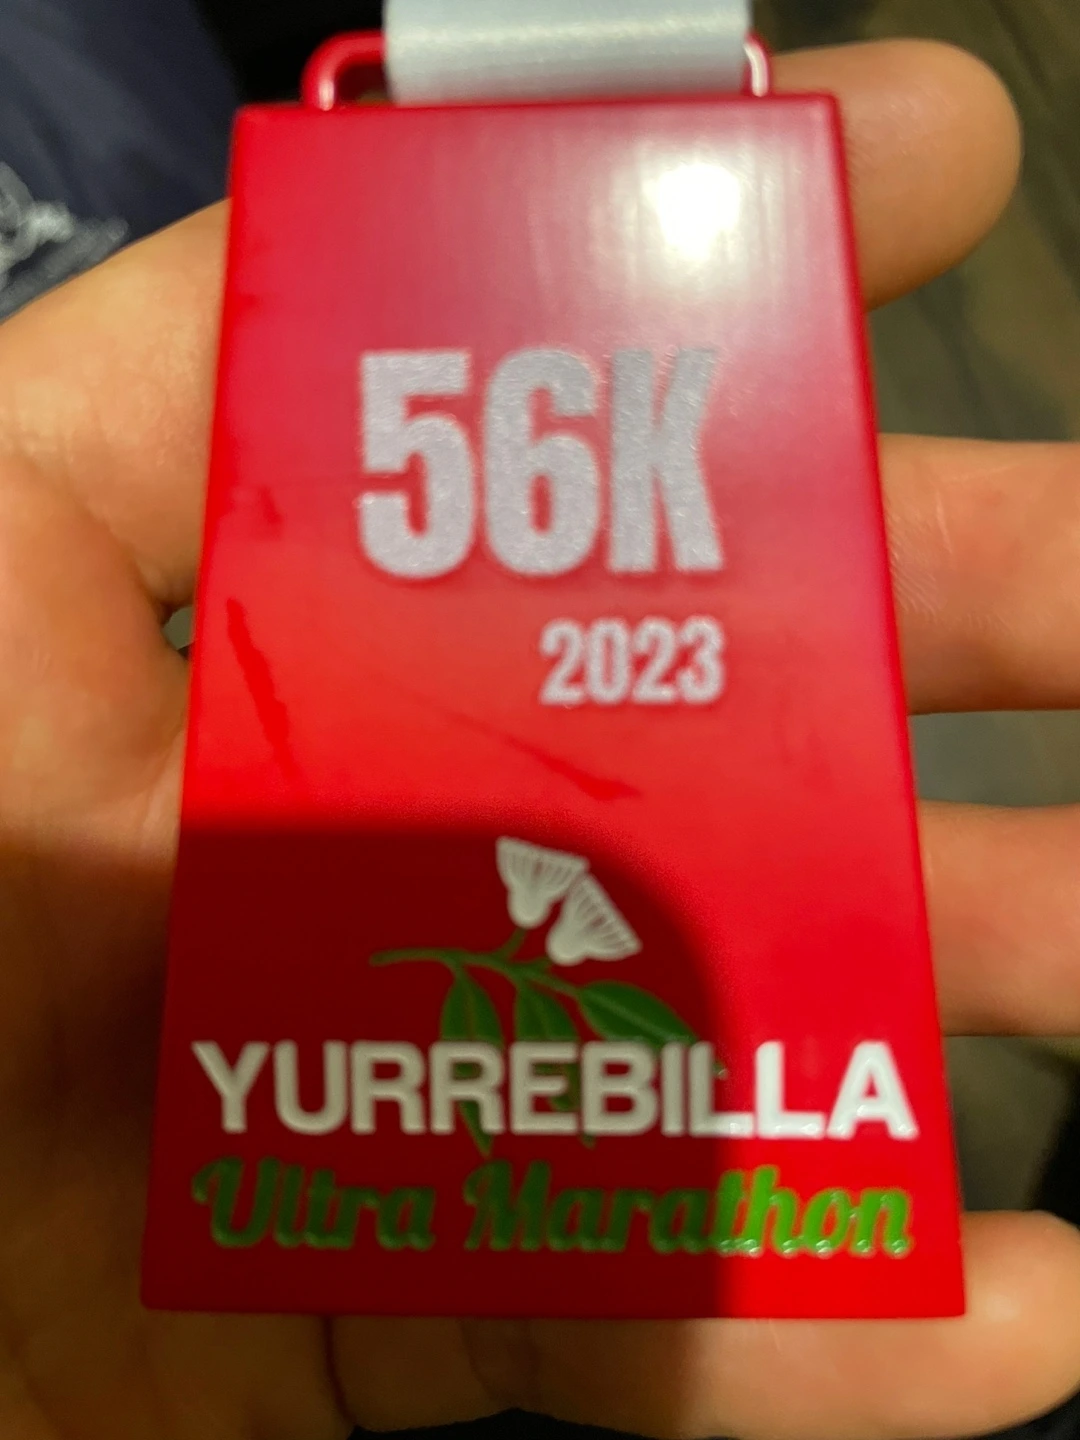 56K
2023
YURREBILLA
Ultra Marathon